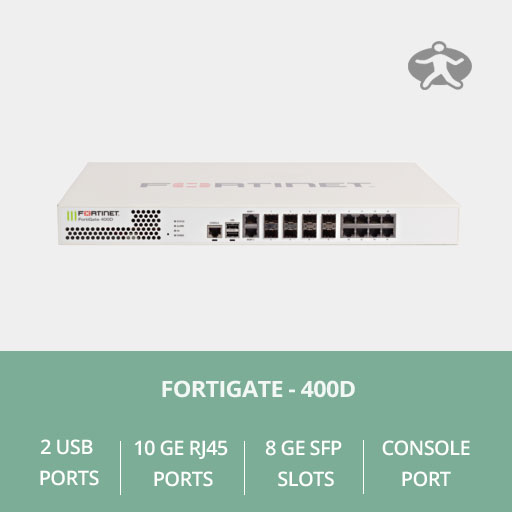 FORTINET
FORTINET
FortiGate 400D
FORTIGATE - 400D
2 USB PORTS
10 GE RJ45 PORTS
8 GE SFP SLOTS
CONSOLE PORT